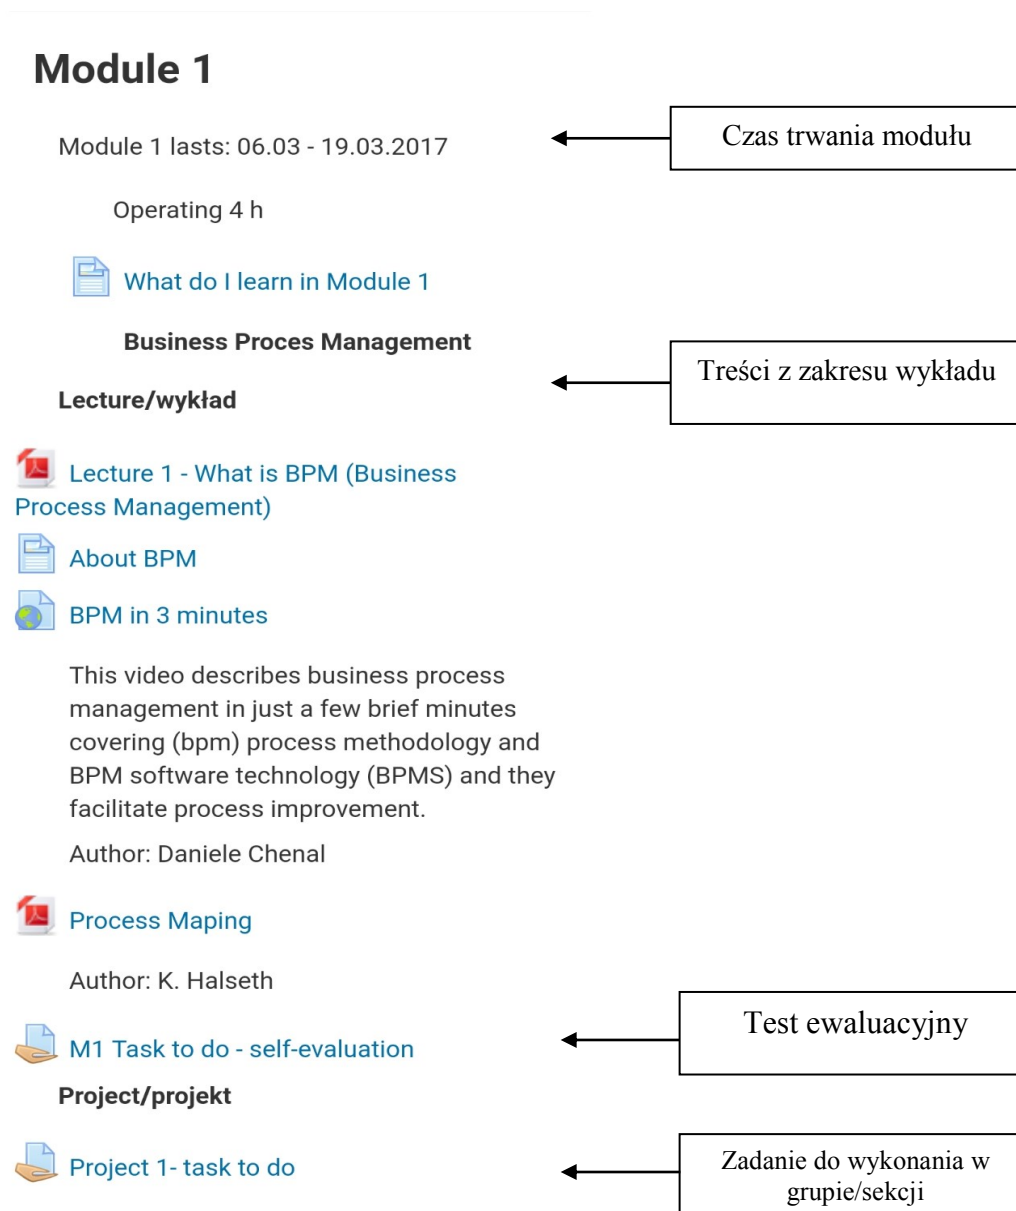 Module 1
Module 1 lasts: 06.03 - 19.03.2017
Czas trwania modułu
Operating 4 h
What do I learn in Module 1
Business Proces Management
Treści z zakresu wykładu
Lecture/wykład
Lecture 1 - What is BPM (Business
Process Management)
About BPM
BPM in 3 minutes
This video describes business process
management in just a few brief minutes
covering (bpm) process methodology and
BPM software technology (BPMS) and they
facilitate process improvement.
Author: Daniele Chenal
Process Maping
Author: K. Halseth
M1 Task to do - self-evaluation
Test ewaluacyjny
Project/projekt
Project 1- task to do
Zadanie do wykonania w
grupie/sekcji